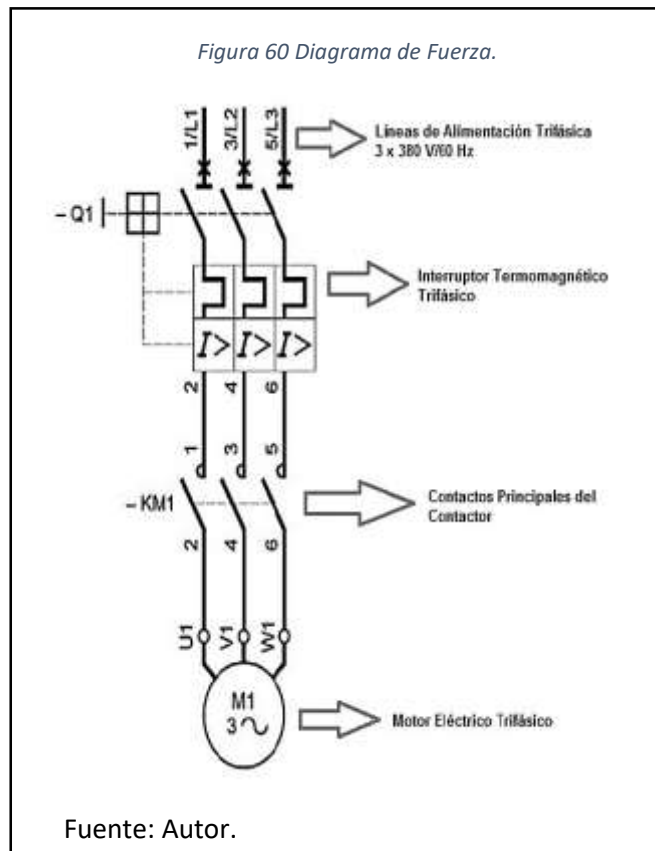 Figura 60 Diagrama de Fuerza.
1/L1 3/L2 5/L3
Líneas de Alimentación Trifásica
3 x 380 V/60 Hz
– Q1
Interruptor Termomagnético
Trifásico
I> I> I>
2 4 6
1 3 5
– KM1
Contactos Principales del
Contactor
2 4 6
U1 V1 W1
M1
3
Motor Eléctrico Trifásico
Fuente: Autor.